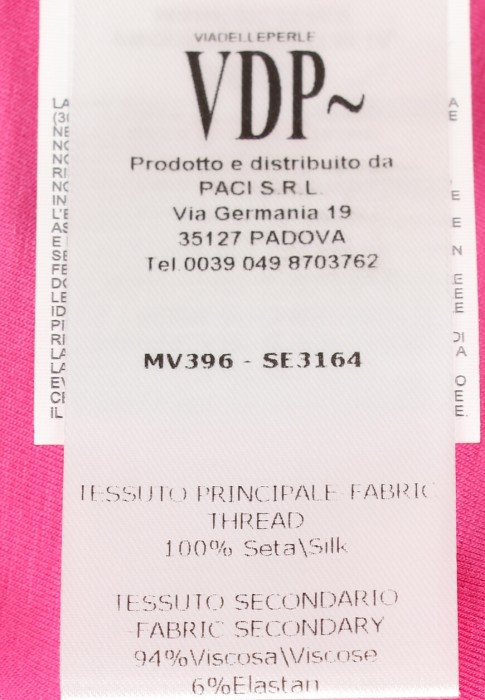 VIADELLEPERLE
VDP~
Prodotto e distribuito da
PACI S.R.L.
Via Germania 19
35127 PADOVA
Tel.0039 049 8703762
MV396 - SE3164
TESSUTO PRINCIPALE-FABRIC
THREAD
100% Seta\Silk
TESSUTO SECONDARIO
-FABRIC SECONDARY
94%Viscosa\Viscose
6%Elastan